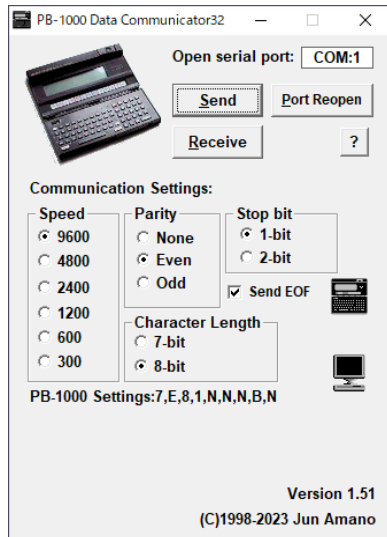 PB-1000 Data Communicator32
Open serial port: COM:1
Send Port Reopen
Receive ?
Communication Settings:
Speed Parity Stop bit
9600 None 1-bit
4800 Even 2-bit
2400 Odd Send EOF
1200
Character Length
600 7-bit
300 8-bit
PB-1000 Settings:7,E,8,1,N,N,N,B,N
Version 1.51
(C)1998-2023 Jun Amano